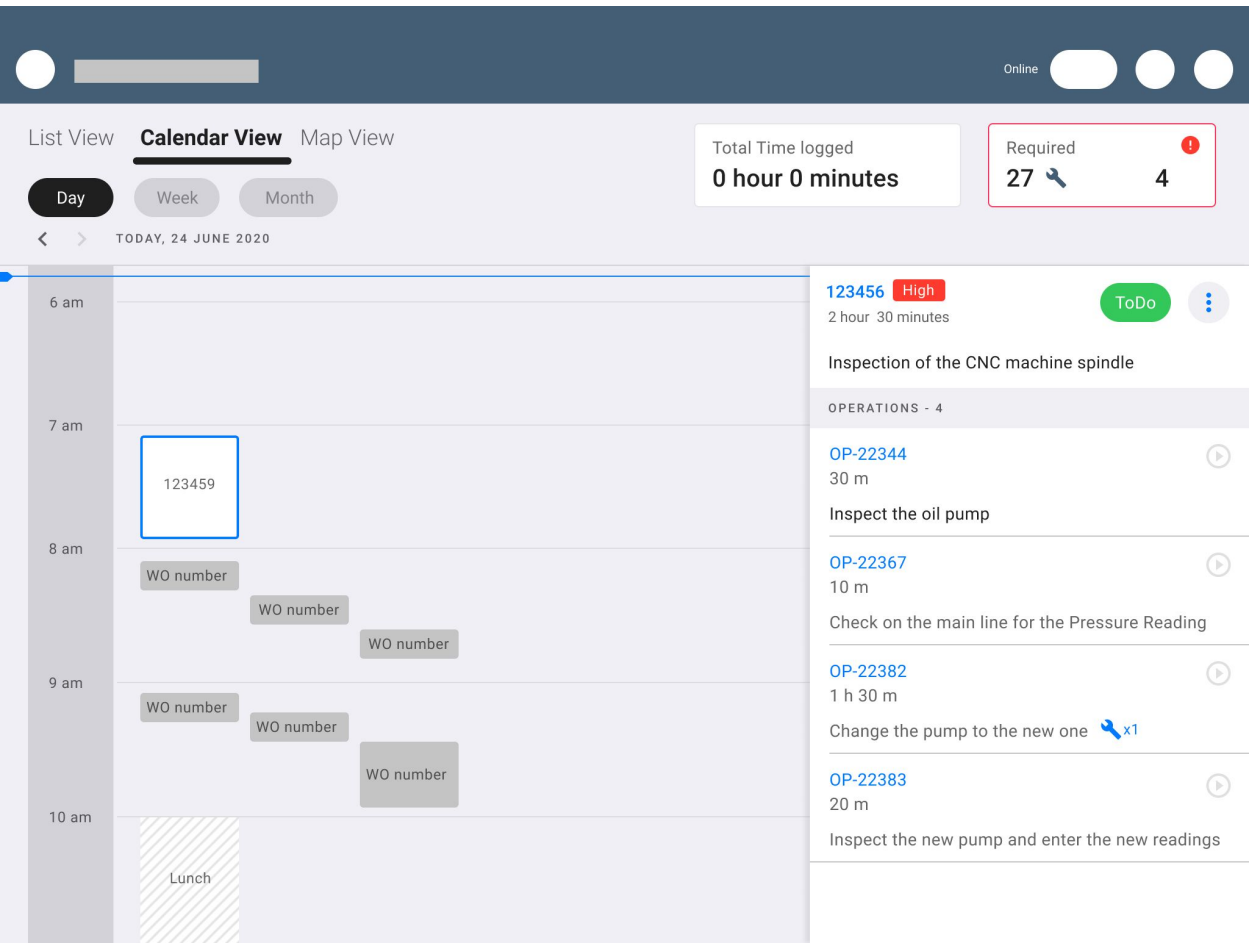 Online
List View Calendar View Map View
Total Time logged
0 hour 0 minutes
Required
27 4
Day Week Month
TODAY, 24 JUNE 2020
6 am
7 am
123459
8 am
WO number
WO number
WO number
9 am
WO number
WO number
WO number
10 am
Lunch
123456 High
2 hour 30 minutes
ToDo
Inspection of the CNC machine spindle
OPERATIONS - 4
OP-22344
30 m
Inspect the oil pump
OP-22367
10 m
Check on the main line for the Pressure Reading
OP-22382
1 h 30 m
Change the pump to the new one x1
OP-22383
20 m
Inspect the new pump and enter the new readings